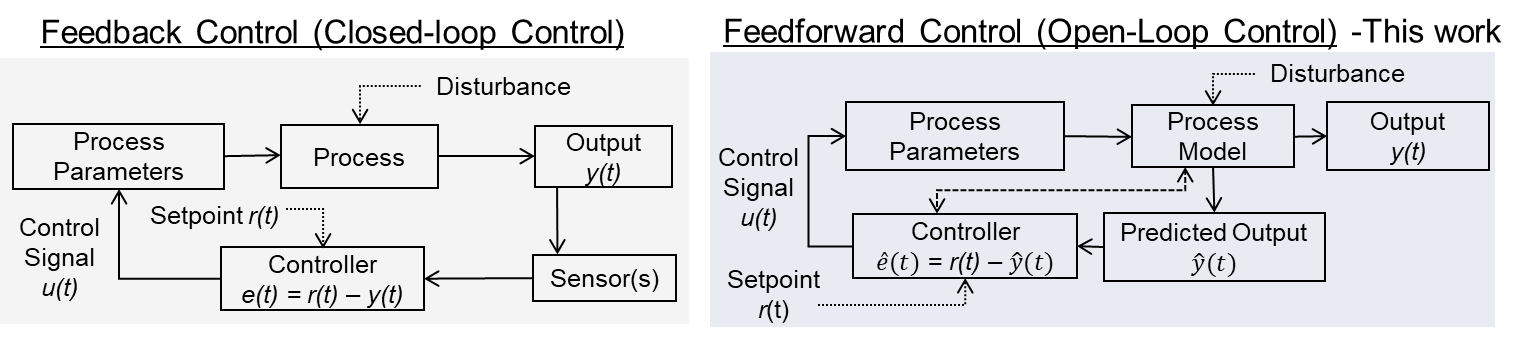 Feedback Control (Closed-loop Control)
Disturbance
Process
Parameters
Process
Output
y(t)
Control
Signal
u(t)
Setpoint r(t)
Controller
e(t) = r(t) – y(t)
Sensor(s)
Feedforward Control (Open-Loop Control) -This work
Disturbance
Process
Parameters
Process
Model
Output
y(t)
Control
Signal
u(t)
Controller
ê(t) = r(t) – ŷ(t)
Predicted Output
ŷ(t)
Setpoint
r(t)